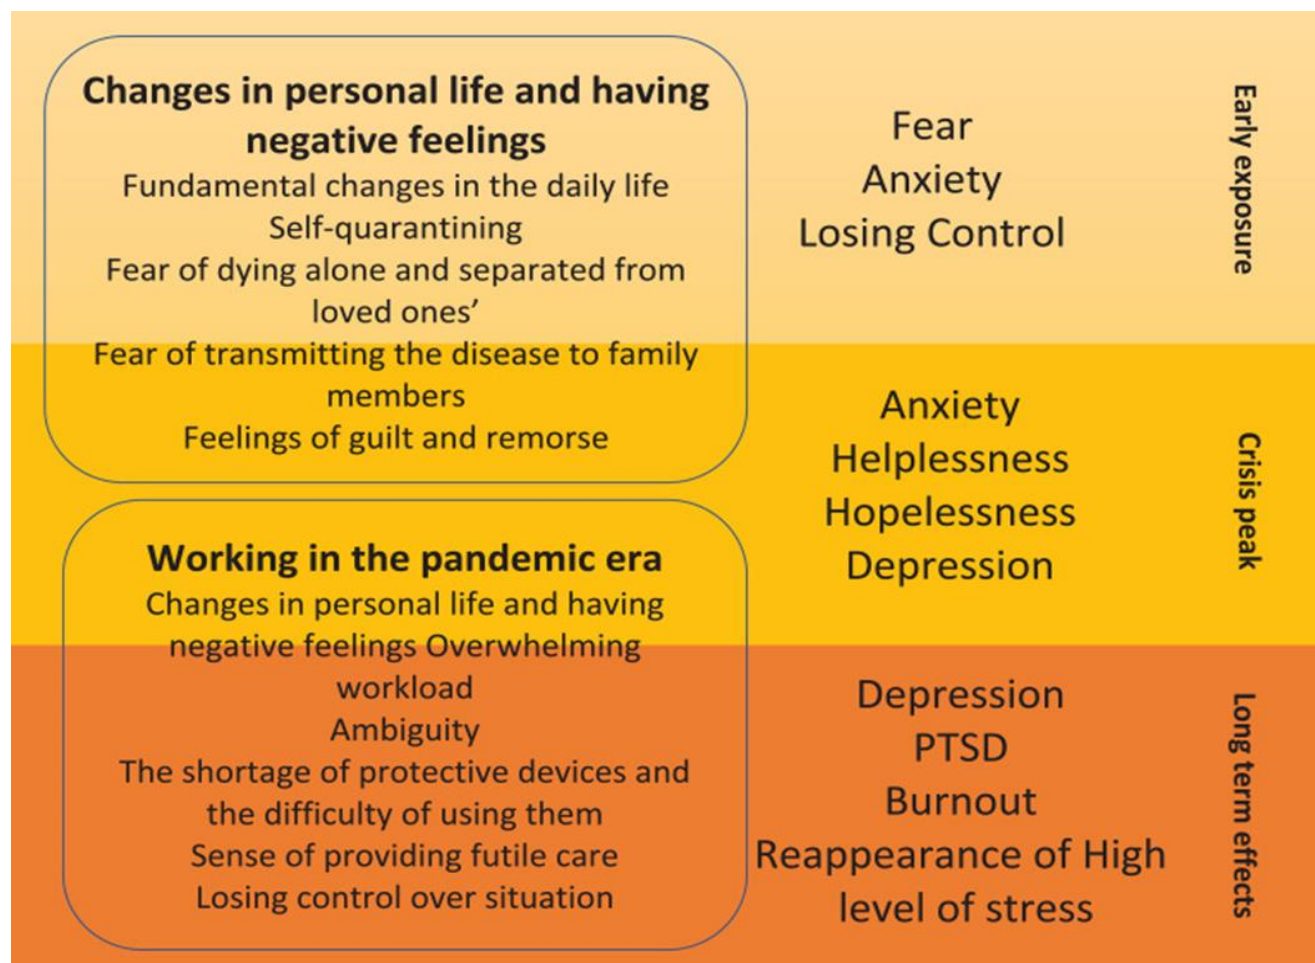 Changes in personal life and having
negative feelings
Fundamental changes in the daily life
Self-quarantining
Fear of dying alone and separated from
loved ones’
Fear of transmitting the disease to family
members
Feelings of guilt and remorse
Fear
Anxiety
Losing Control
Early exposure
Anxiety
Helplessness
Hopelessness
Depression
Crisis peak
Working in the pandemic era
Changes in personal life and having
negative feelings Overwhelming
workload
Ambiguity
The shortage of protective devices and
the difficulty of using them
Sense of providing futile care
Losing control over situation
Depression
PTSD
Burnout
Reappearance of High
level of stress
Long term effects